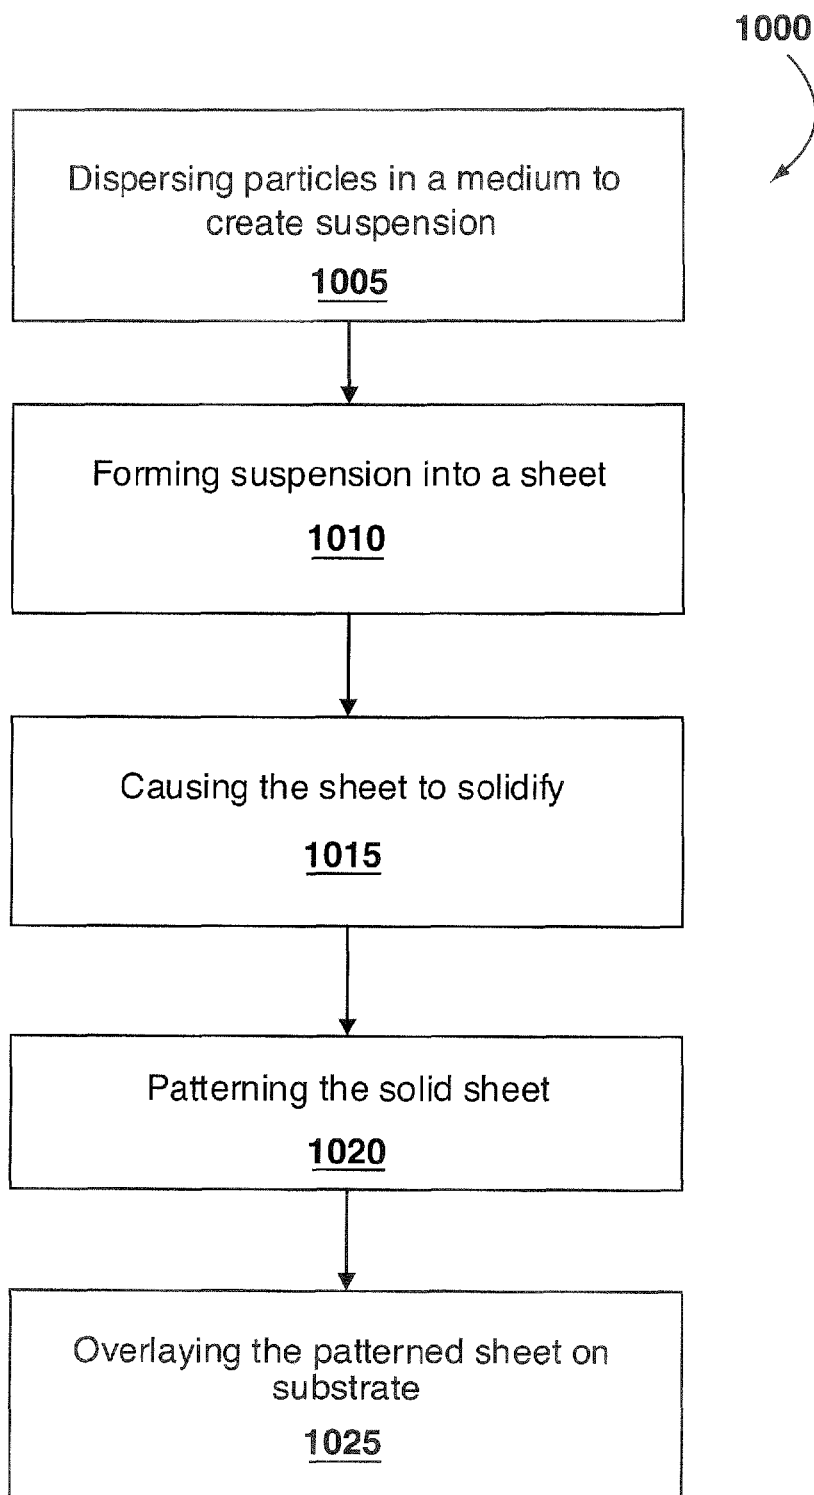 1000
Dispersing particles in a medium to
create suspension
1005
Forming suspension into a sheet
1010
Causing the sheet to solidify
1015
Patterning the solid sheet
1020
Overlaying the patterned sheet on
substrate
1025